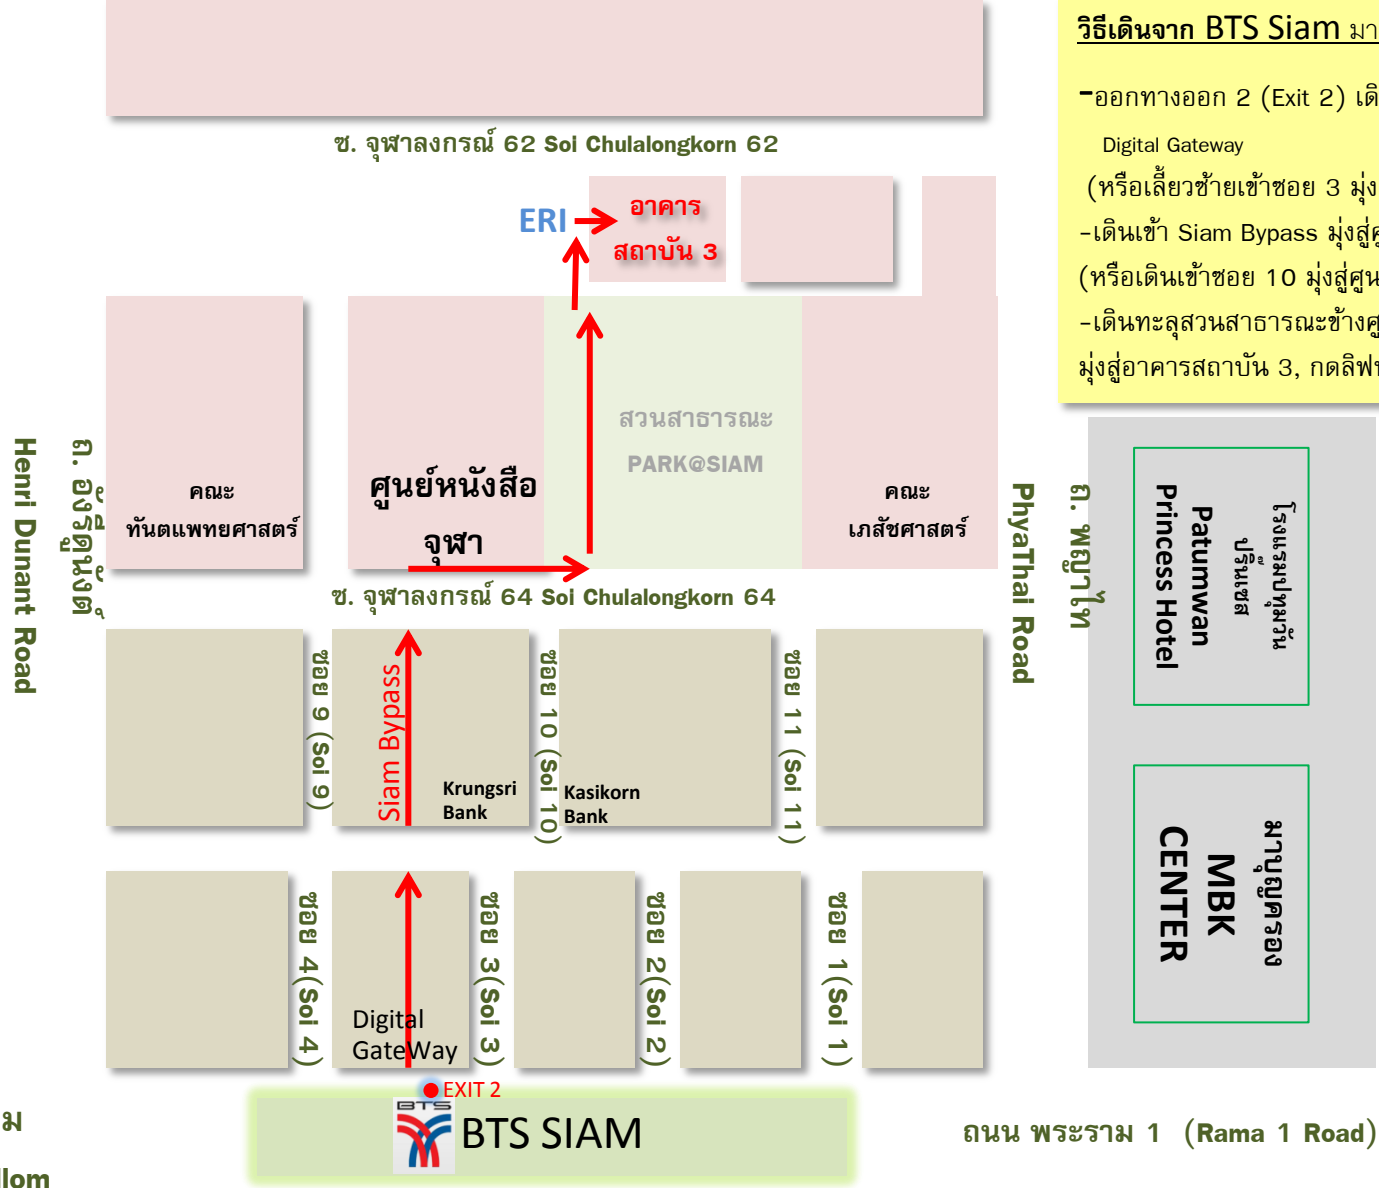 วิธีเดินจาก BTS Siam มา
-ออกทางออก 2 (Exit 2) เดิ
Digital Gateway
(หรือเลี้ยวซ้ายเข้าซอย 3 มุ่ง
-เดินเข้า Siam Bypass มุ่งสู่ศู
(หรือเดินเข้าซอย 10 มุ่งสู่ศูน
-เดินทะลุสวนสาธารณะข้างศู
มุ่งสู่อาคารสถาบัน 3, กดลิฟท
ซ. จุฬาลงกรณ์ 62 Soi Chulalongkorn 62
ERI
อาคาร
สถาบัน 3
สวนสาธารณะ
PARK@SIAM
คณะ
ทันตแพทยศาสตร์
ศูนย์หนังสือ
จุฬา
คณะ
เภสัชศาสตร์
ถ. อังรีดูนังต์
Henri Dunant Road
ถ. พญาไท
PhyaThai Road
โรงแรมปทุมวัน
ปริ๊นเซส
Patumwan
Princess Hotel
ซ. จุฬาลงกรณ์ 64 Soi Chulalongkorn 64
ซอย 9 (Soi 9)
Siam Bypass
Krungsri
Bank
ซอย 10 (Soi 10)
Kasikorn
Bank
ซอย 11 (Soi 11)
มาบุญครอง
MBK
CENTER
ซอย 4(Soi 4)
Digital
GateWay
ซอย 3(Soi 3)
ซอย 2(Soi 2)
ซอย 1(Soi 1)
EXIT 2
BTS
BTS SIAM
ถนน พระราม 1 (Rama 1 Road)
ม
llom